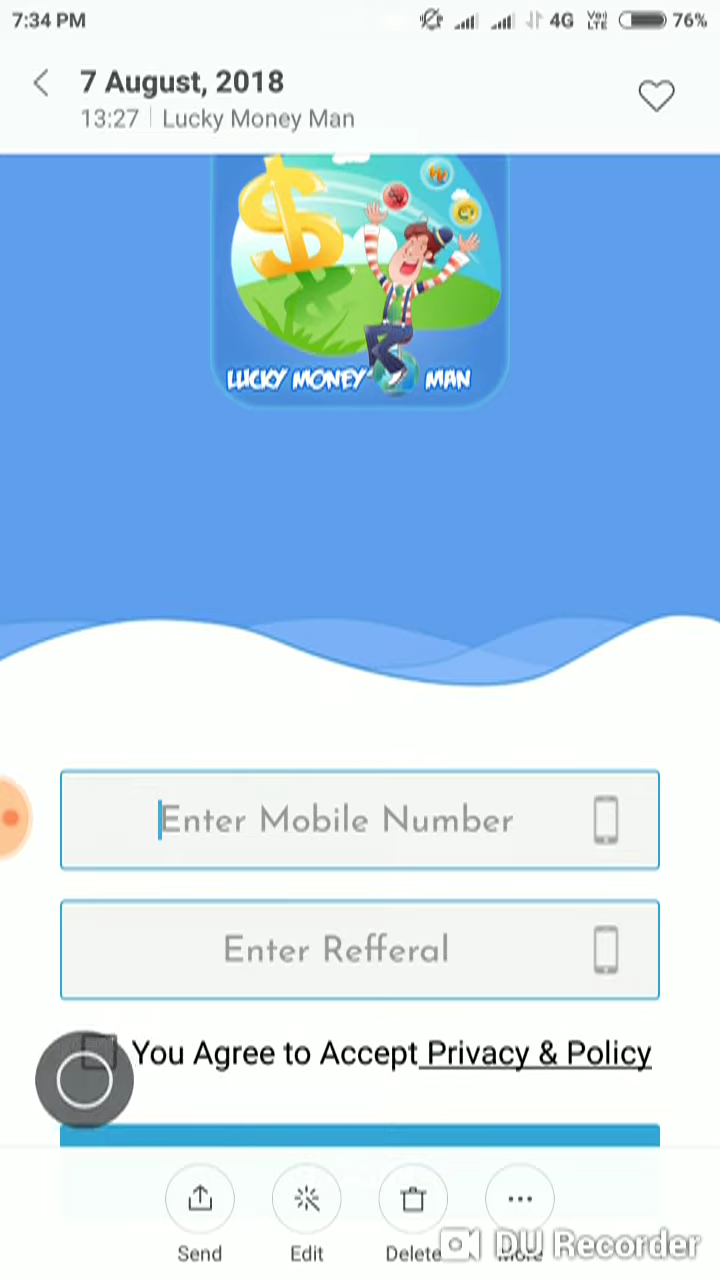 7:34 PM 4G VoLTE 76%
7 August, 2018
13:27 | Lucky Money Man
LUCKY MONEY MAN
Enter Mobile Number
Enter Refferal
You Agree to Accept Privacy & Policy
Send Edit Delete More
DU Recorder